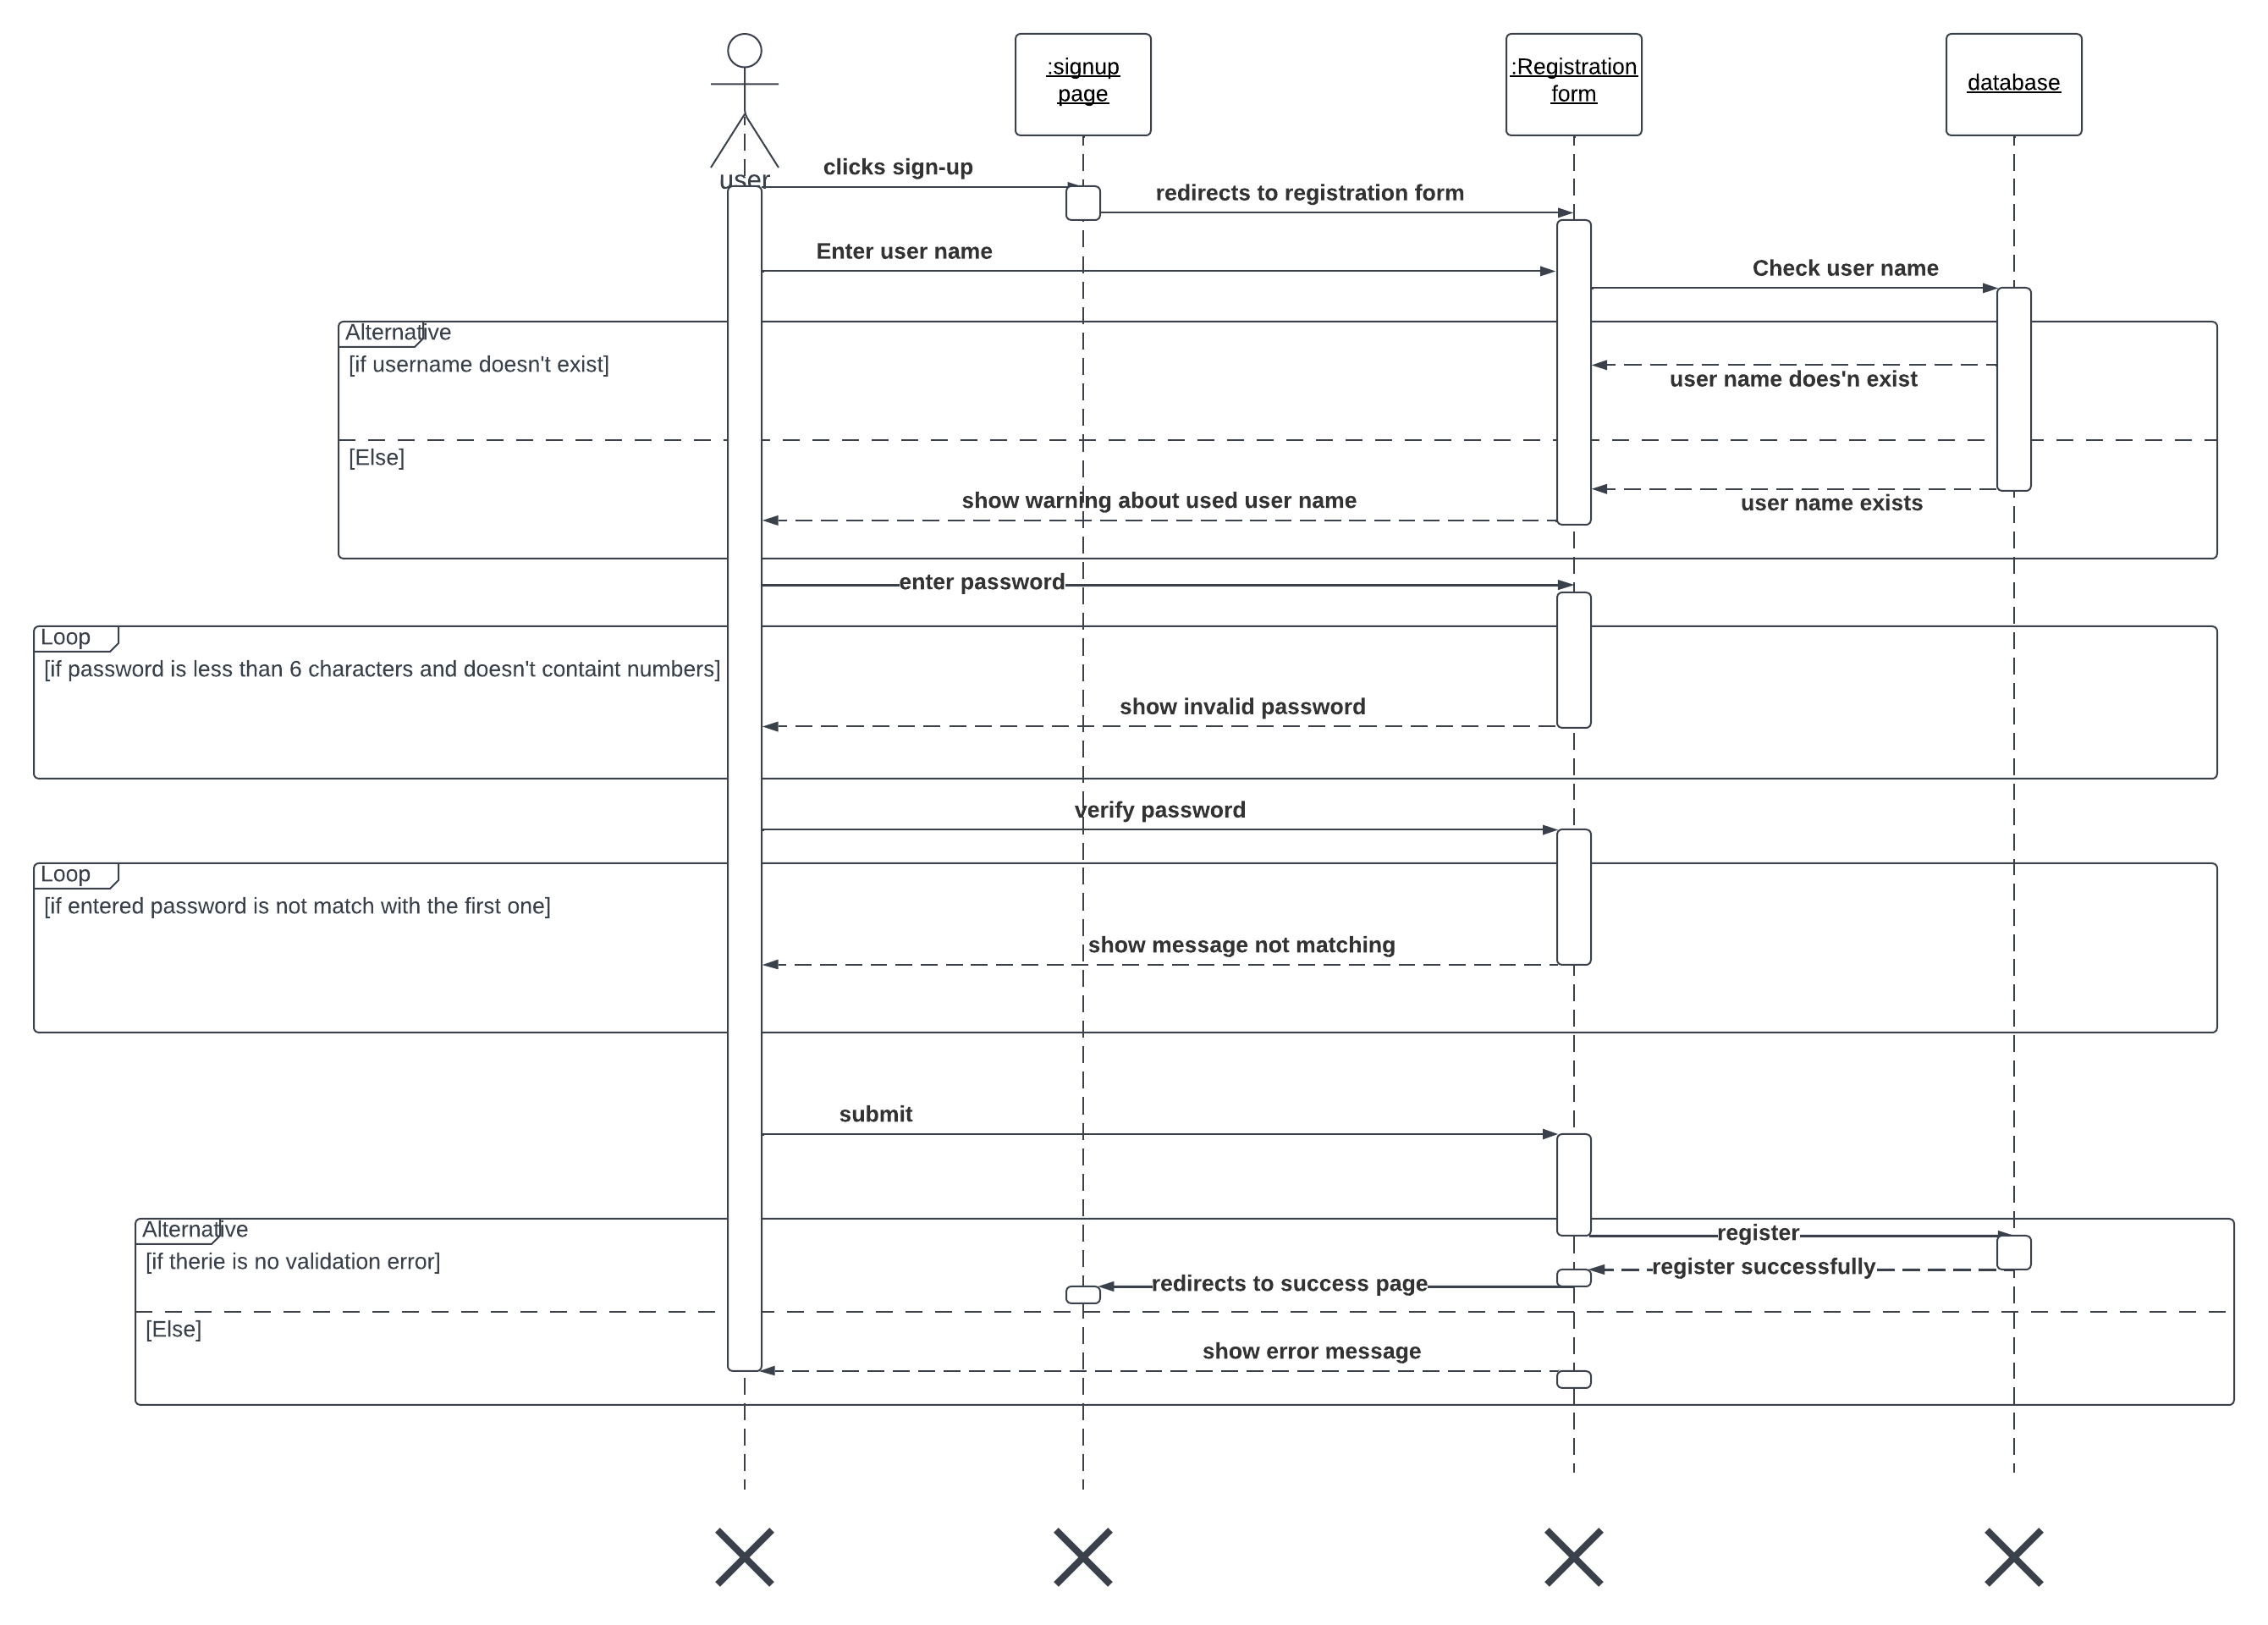 :signup
page
:Registration
form
database
user
clicks sign-up
redirects to registration form
Enter user name
Check user name
Alternative
[if username doesn't exist]
user name does'n exist
[Else]
user name exists
show warning about used user name
enter password
Loop
[if password is less than 6 characters and doesn't containt numbers]
show invalid password
verify password
Loop
[if entered password is not match with the first one]
show message not matching
submit
Alternative
[if therie is no validation error]
register
register successfully
redirects to success page
[Else]
show error message